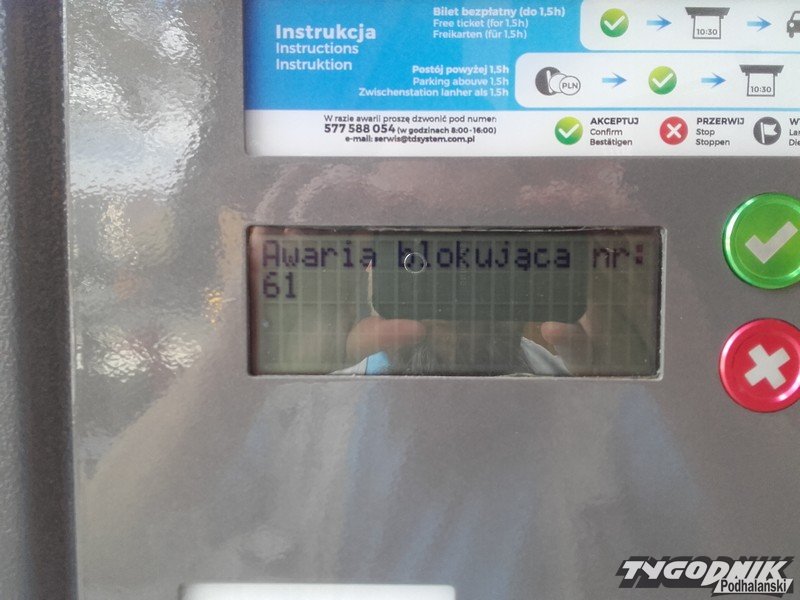 Instrukcja
Instructions
Instruktion
Bilet bezpłatny (do 1,5h)
Free ticket (for 1,5h)
Freikarten (für 1,5h)
10:30
Postój powyżej 1,5h
Parking abouve 1,5h
Zwischenstation lanher als 1,5h
PLN
10:30
W razie awarii proszę dzwonić pod numer:
577 588 054 (w godzinach 8:00-16:00)
e-mail: serwis@tdsystem.com.pl
AKCEPTUJ
Confirm
Bestätigen
PRZERWIJ
Stop
Stoppen
Awaria blokująca nr:
61
TYGODNIK
Podhalański